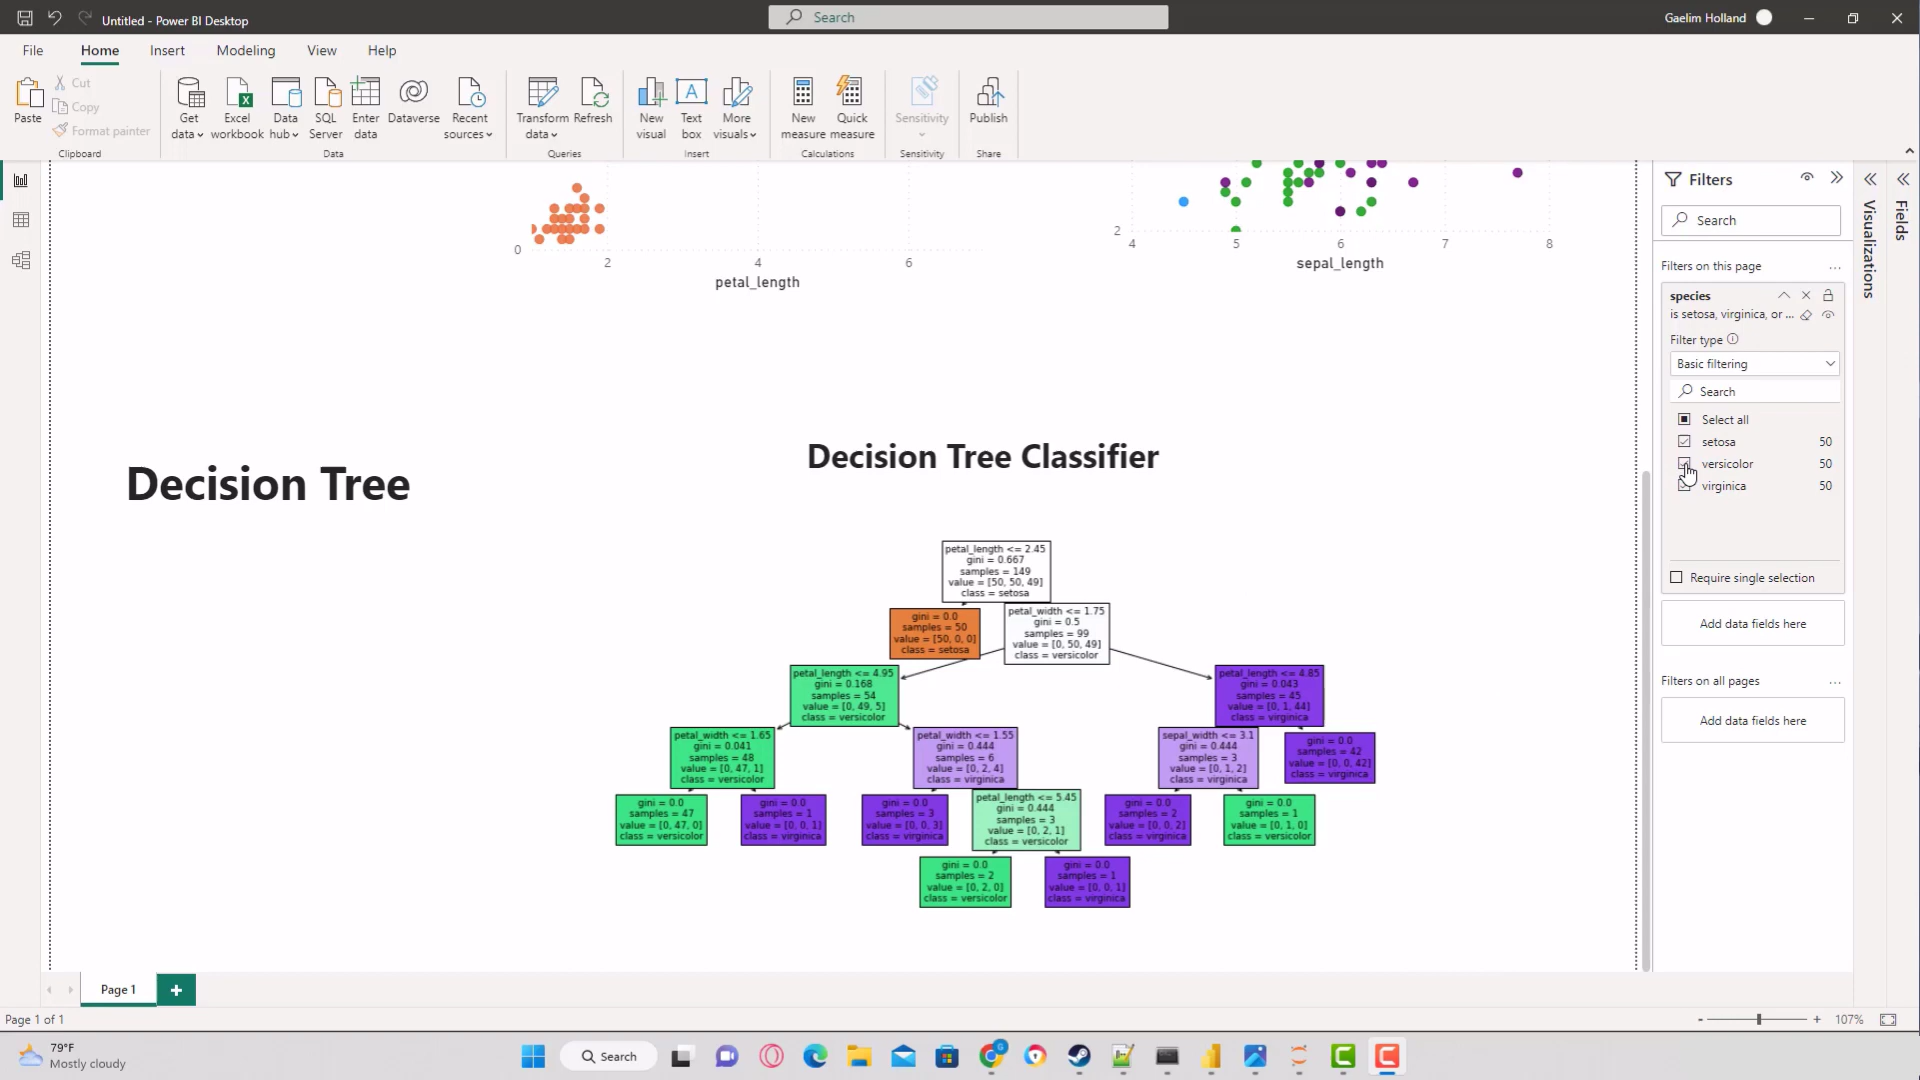 Untitled - Power BI Desktop
Search
Gaelim Holland
File
Home
Insert
Modeling
View
Help
Paste
Cut
Copy
Format painter
Clipboard
Get data
Excel workbook
Data hub
SQL Server
Enter data
Dataverse
Recent sources
Data
Transform data
Refresh
Queries
New visual
Text box
More visuals
Insert
New measure
Quick measure
Calculations
Sensitivity
Sensitivity
Publish
Share
0
2
4
6
petal_length
2
4
5
6
7
8
sepal_length
Decision Tree
Decision Tree Classifier
petal_length <= 2.45
gini = 0.667
samples = 149
value = [50, 50, 49]
class = setosa
gini = 0.0
samples = 50
value = [50, 0, 0]
class = setosa
petal_width <= 1.75
gini = 0.5
samples = 99
value = [0, 50, 49]
class = versicolor
petal_length <= 4.95
gini = 0.168
samples = 54
value = [0, 49, 5]
class = versicolor
petal_length <= 4.85
gini = 0.043
samples = 45
value = [0, 1, 44]
class = virginica
petal_width <= 1.65
gini = 0.041
samples = 48
value = [0, 47, 1]
class = versicolor
petal_width <= 1.55
gini = 0.444
samples = 6
value = [0, 2, 4]
class = virginica
sepal_width <= 3.1
gini = 0.444
samples = 3
value = [0, 1, 2]
class = virginica
gini = 0.0
samples = 42
value = [0, 0, 42]
class = virginica
gini = 0.0
samples = 47
value = [0, 47, 0]
class = versicolor
gini = 0.0
samples = 1
value = [0, 0, 1]
class = virginica
gini = 0.0
samples = 3
value = [0, 0, 3]
class = virginica
petal_length <= 5.45
gini = 0.444
samples = 3
value = [0, 2, 1]
class = versicolor
gini = 0.0
samples = 2
value = [0, 0, 2]
class = virginica
gini = 0.0
samples = 1
value = [0, 1, 0]
class = versicolor
gini = 0.0
samples = 2
value = [0, 2, 0]
class = versicolor
gini = 0.0
samples = 1
value = [0, 0, 1]
class = virginica
Filters
Search
Filters on this page
species
is setosa, virginica, or ...
Filter type
Basic filtering
Search
Select all
setosa 50
versicolor 50
virginica 50
Require single selection
Add data fields here
Filters on all pages
Add data fields here
Visualizations
Fields
Page 1
Page 1 of 1
- + 107%
79°F
Mostly cloudy
Search